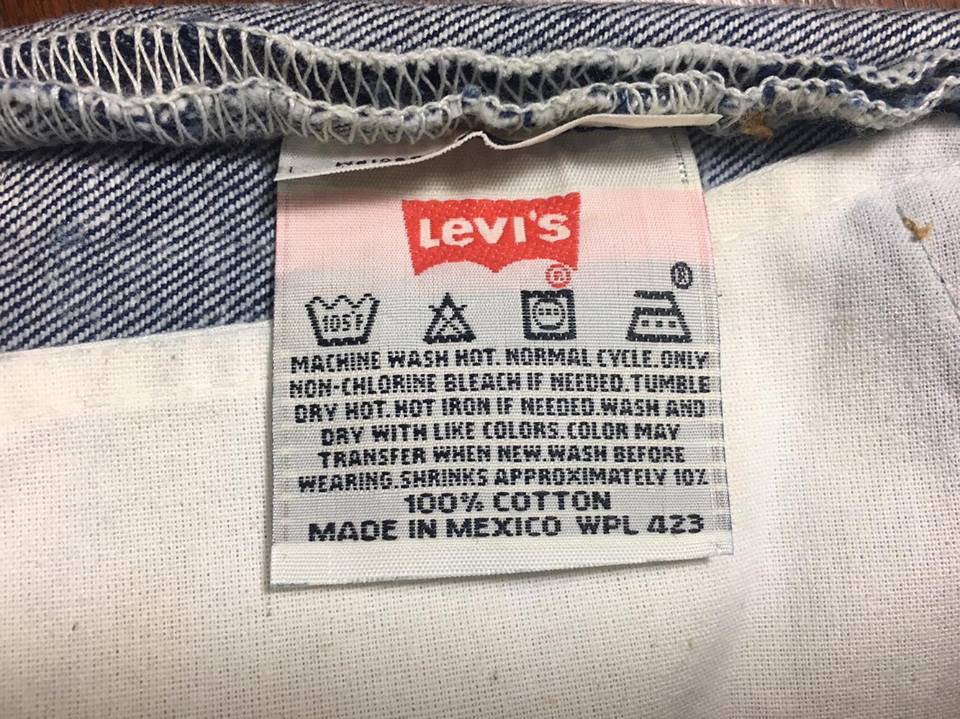 LEVI'S
®
®
105F
MACHINE WASH HOT. NORMAL CYCLE.ONLY
NON-CHLORINE BLEACH IF NEEDED.TUMBLE
DRY HOT.HOT IRON IF NEEDED.WASH AND
DRY WITH LIKE COLORS.COLOR MAY
TRANSFER WHEN NEW.WASH BEFORE
WEARING.SHRINKS APPROXIMATELY 10%
100% COTTON
MADE IN MEXICO WPL 423